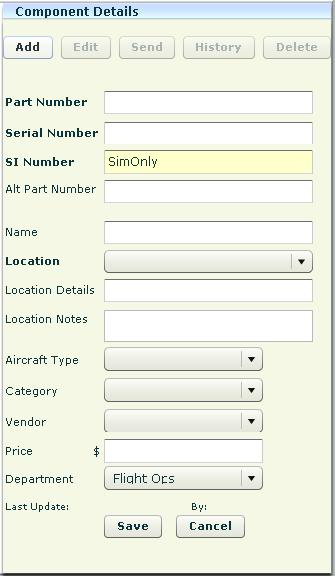 Component Details
Add Edit Send History Delete
Part Number
Serial Number
SI Number SimOnly
Alt Part Number
Name
Location
Location Details
Location Notes
Aircraft Type
Category
Vendor
Price $
Department Flight Ops
Last Update: By:
Save Cancel